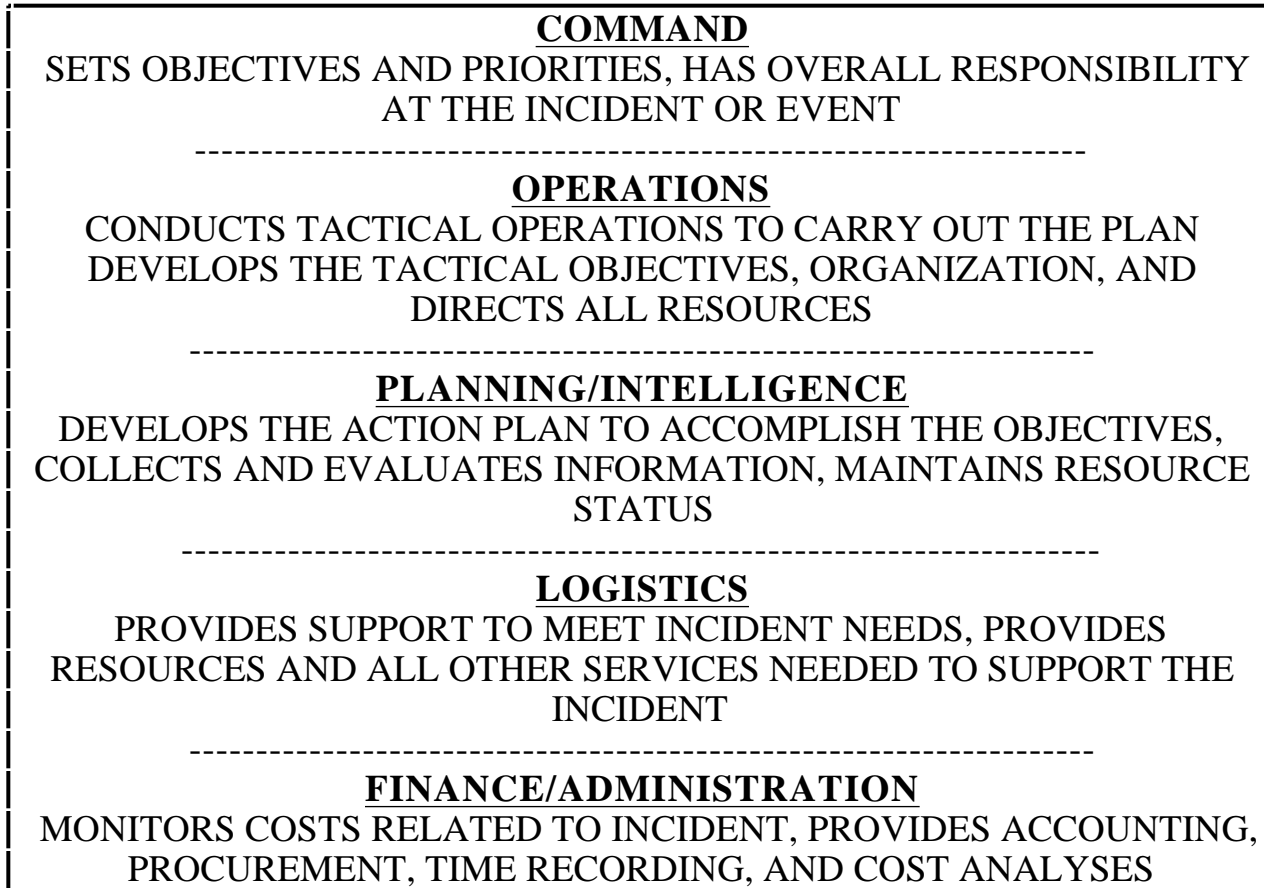 COMMAND
SETS OBJECTIVES AND PRIORITIES, HAS OVERALL RESPONSIBILITY
AT THE INCIDENT OR EVENT
--------------------------------------------------------------------
OPERATIONS
CONDUCTS TACTICAL OPERATIONS TO CARRY OUT THE PLAN
DEVELOPS THE TACTICAL OBJECTIVES, ORGANIZATION, AND
DIRECTS ALL RESOURCES
---------------------------------------------------------------------
PLANNING/INTELLIGENCE
DEVELOPS THE ACTION PLAN TO ACCOMPLISH THE OBJECTIVES,
COLLECTS AND EVALUATES INFORMATION, MAINTAINS RESOURCE
STATUS
----------------------------------------------------------------------
LOGISTICS
PROVIDES SUPPORT TO MEET INCIDENT NEEDS, PROVIDES
RESOURCES AND ALL OTHER SERVICES NEEDED TO SUPPORT THE
INCIDENT
---------------------------------------------------------------------
FINANCE/ADMINISTRATION
MONITORS COSTS RELATED TO INCIDENT, PROVIDES ACCOUNTING,
PROCUREMENT, TIME RECORDING, AND COST ANALYSES